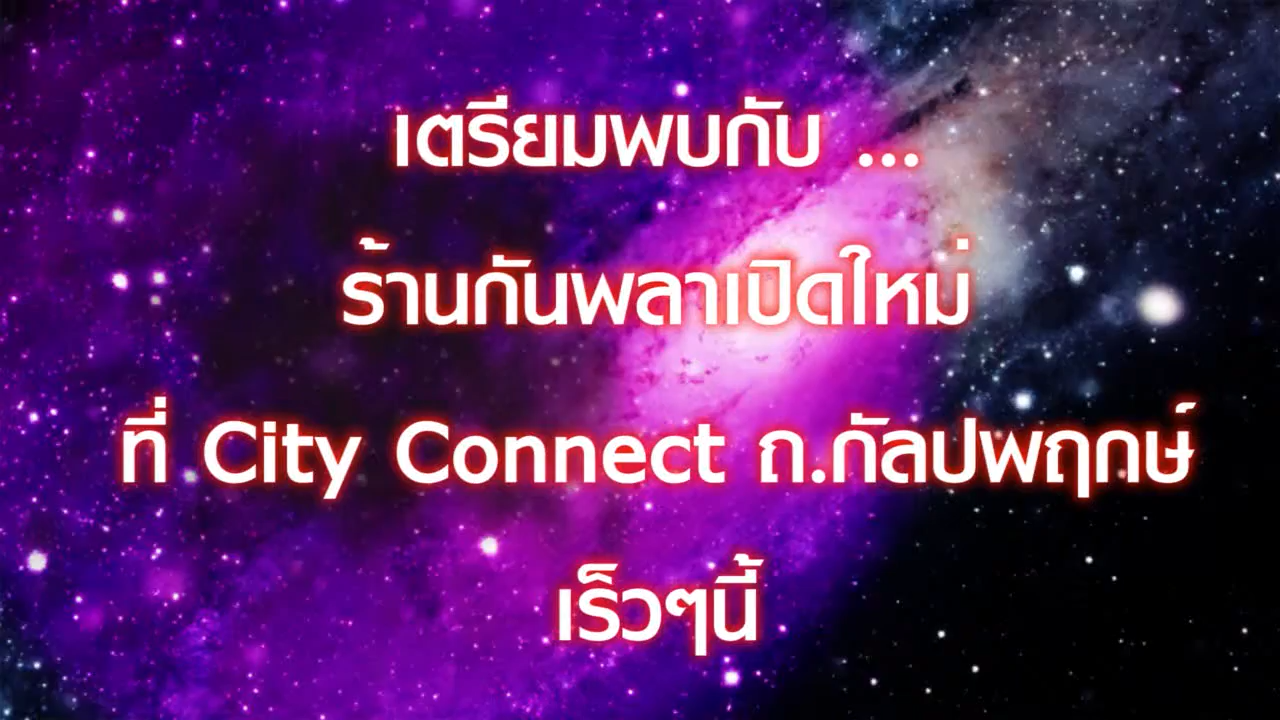 เตรียมพบกับ ...
ร้านกันพลาเปิดใหม่
ที่ City Connect ถ.กัลปพฤกษ์
เร็วๆนี้